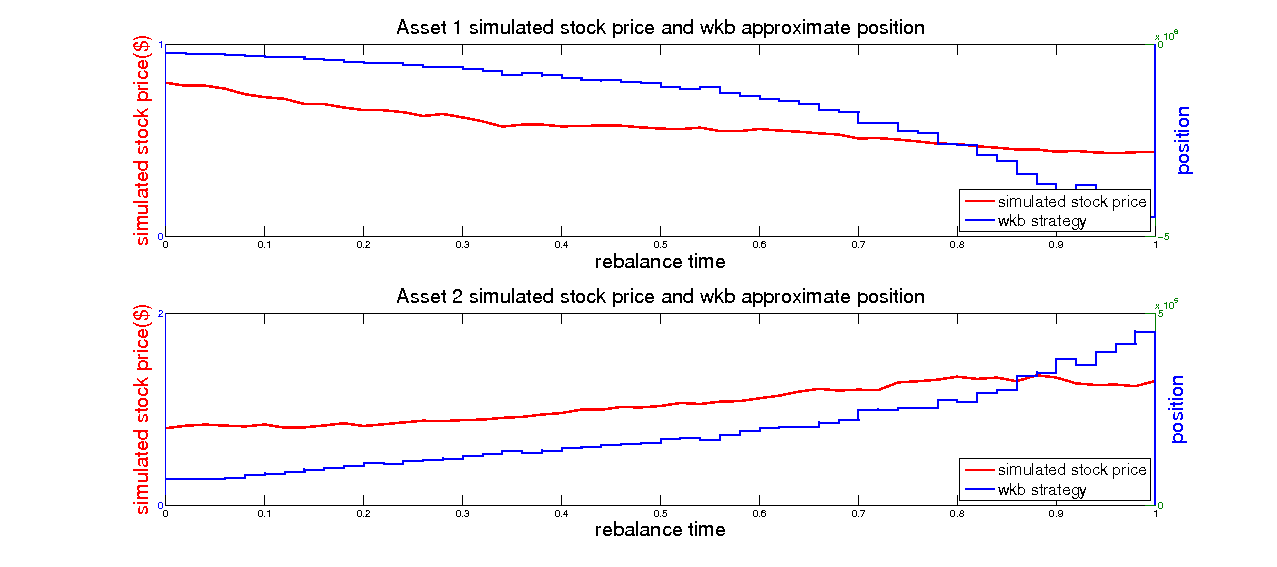 Asset 1 simulated stock price and wkb approximate position
simulated stock price($)
1
0
0
-5
position
simulated stock price
wkb strategy
0 0.1 0.2 0.3 0.4 0.5 0.6 0.7 0.8 0.9 1
rebalance time
Asset 2 simulated stock price and wkb approximate position
simulated stock price($)
2
0
5
0
position
simulated stock price
wkb strategy
0 0.1 0.2 0.3 0.4 0.5 0.6 0.7 0.8 0.9 1
rebalance time